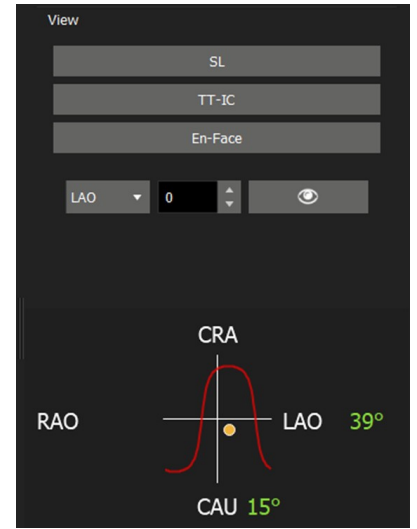 View
SL
TT-IC
En-Face
LAO 0
CRA
RAO LAO 39°
CAU 15°